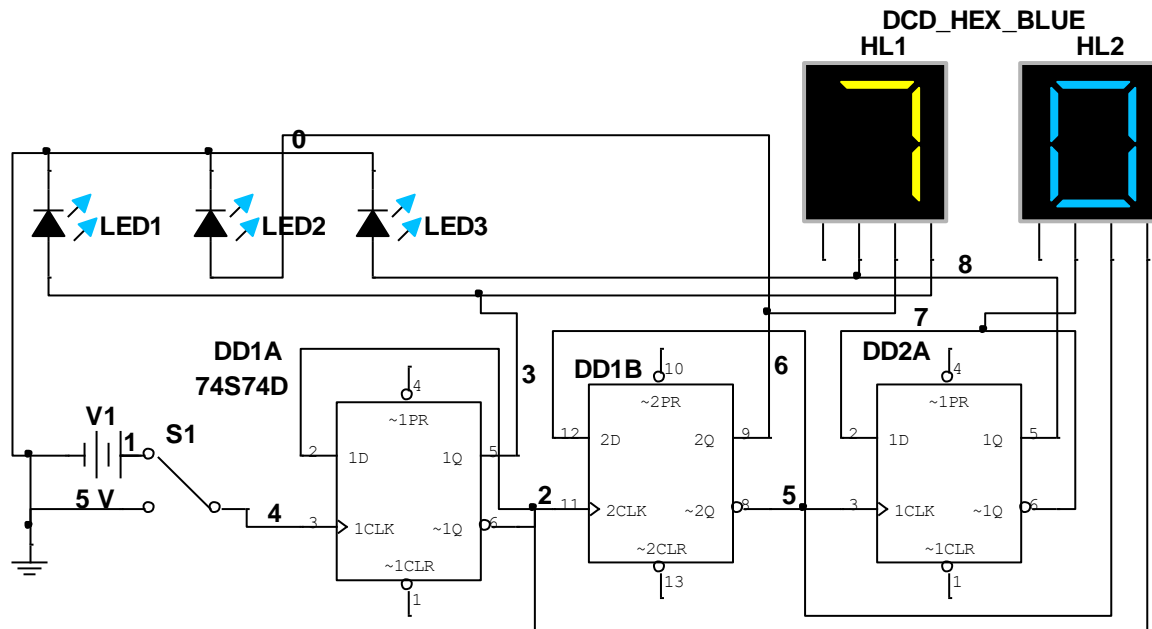 DCD_HEX_BLUE
HL1 HL2
0
LED1 LED2 LED3
8
7
DD1A
74S74D
3
DD1B
6
DD2A
V1
1
S1
5 V
4
2
5
4
~1PR
2 1D 1Q 5
3 1CLK ~1Q 6
~1CLR
1
10
~2PR
12 2D 2Q 9
11 2CLK ~2Q 8
~2CLR
13
4
~1PR
2 1D 1Q 5
3 1CLK ~1Q 6
~1CLR
1
7 0